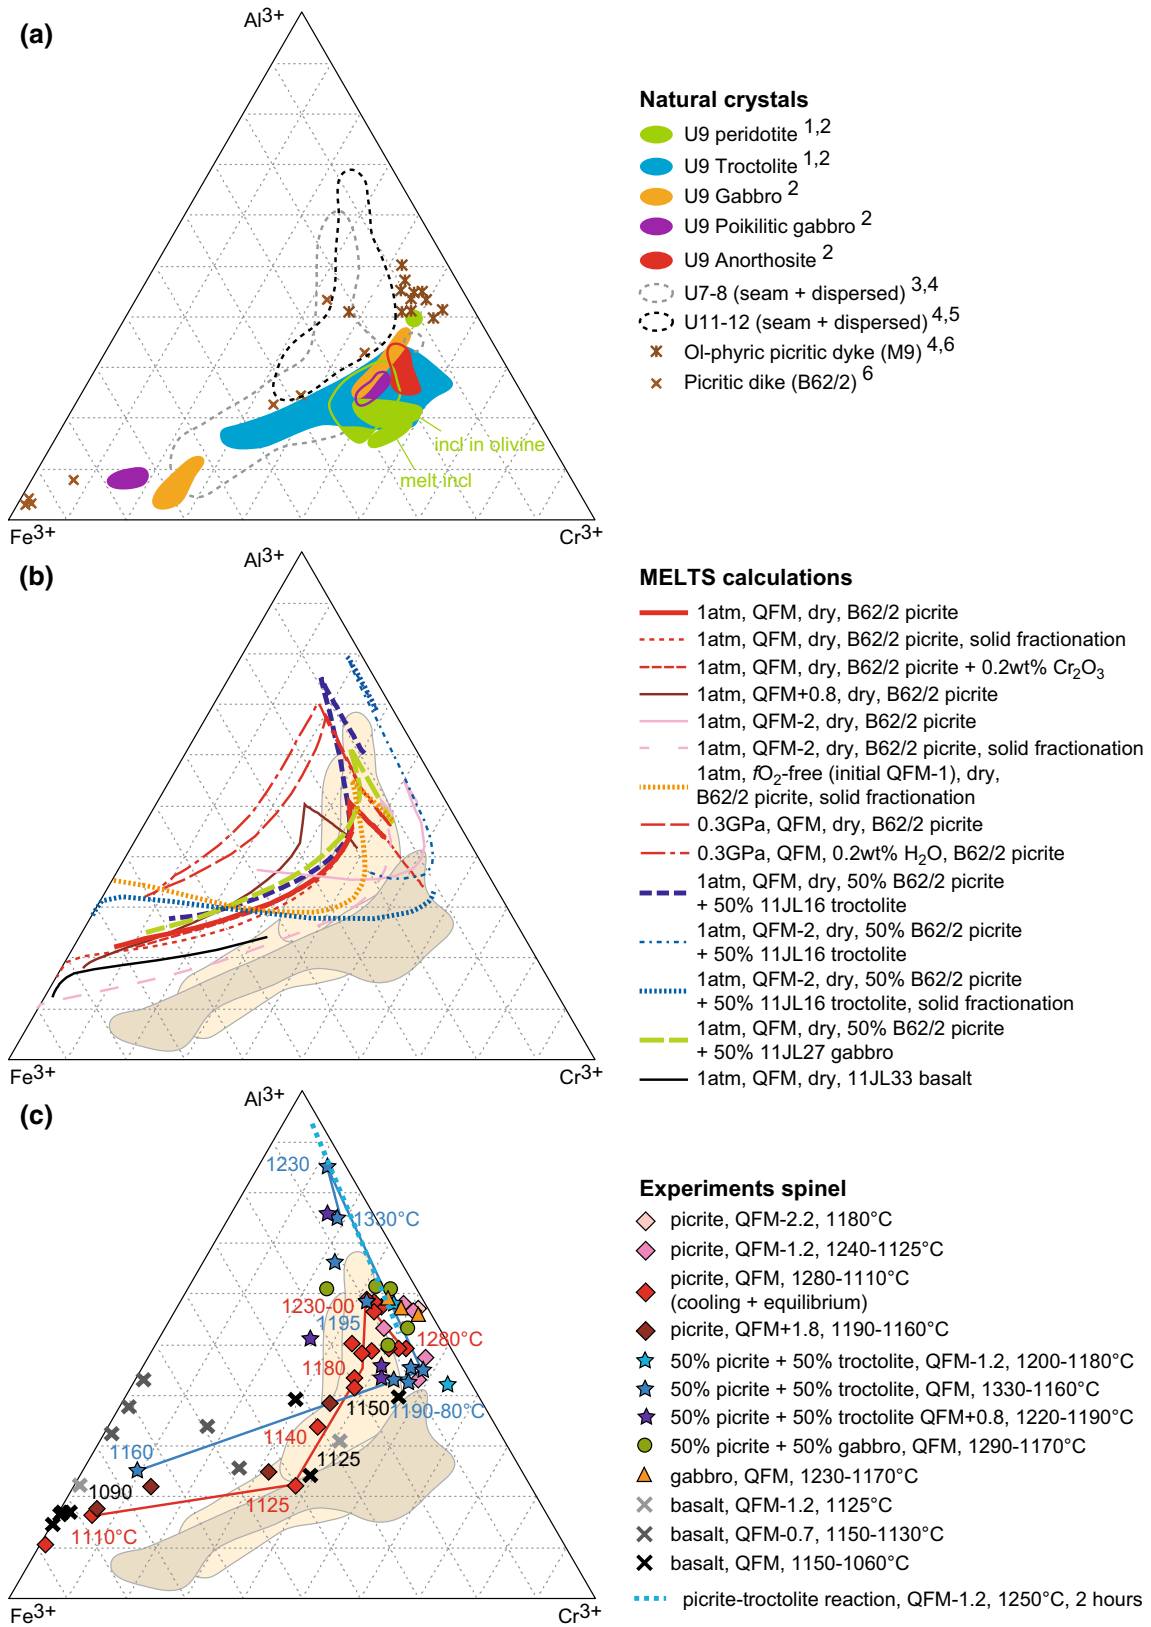 (a)
Al3+
Fe3+
Cr3+
incl in olivine
melt incl
Natural crystals
U9 peridotite 1,2
U9 Troctolite 1,2
U9 Gabbro 2
U9 Poikilitic gabbro 2
U9 Anorthosite 2
U7-8 (seam + dispersed) 3,4
U11-12 (seam + dispersed) 4,5
Ol-phyric picritic dyke (M9) 4,6
Picritic dike (B62/2) 6
(b)
Al3+
Fe3+
Cr3+
MELTS calculations
1atm, QFM, dry, B62/2 picrite
1atm, QFM, dry, B62/2 picrite, solid fractionation
1atm, QFM, dry, B62/2 picrite + 0.2wt% Cr2O3
1atm, QFM+0.8, dry, B62/2 picrite
1atm, QFM-2, dry, B62/2 picrite
1atm, QFM-2, dry, B62/2 picrite, solid fractionation
1atm, fO2-free (initial QFM-1), dry,
B62/2 picrite, solid fractionation
0.3GPa, QFM, dry, B62/2 picrite
0.3GPa, QFM, 0.2wt% H2O, B62/2 picrite
1atm, QFM, dry, 50% B62/2 picrite
+ 50% 11JL16 troctolite
1atm, QFM-2, dry, 50% B62/2 picrite
+ 50% 11JL16 troctolite
1atm, QFM-2, dry, 50% B62/2 picrite
+ 50% 11JL16 troctolite, solid fractionation
1atm, QFM, dry, 50% B62/2 picrite
+ 50% 11JL27 gabbro
1atm, QFM, dry, 11JL33 basalt
(c)
Al3+
Fe3+
Cr3+
1230
1330°C
1230-00
1195
1280°C
1180
1150
1190-80°C
1140
1160
1125
1090
1125
1110°C
Experiments spinel
picrite, QFM-2.2, 1180°C
picrite, QFM-1.2, 1240-1125°C
picrite, QFM, 1280-1110°C
(cooling + equilibrium)
picrite, QFM+1.8, 1190-1160°C
50% picrite + 50% troctolite, QFM-1.2, 1200-1180°C
50% picrite + 50% troctolite, QFM, 1330-1160°C
50% picrite + 50% troctolite QFM+0.8, 1220-1190°C
50% picrite + 50% gabbro, QFM, 1290-1170°C
gabbro, QFM, 1230-1170°C
basalt, QFM-1.2, 1125°C
basalt, QFM-0.7, 1150-1130°C
basalt, QFM, 1150-1060°C
picrite-troctolite reaction, QFM-1.2, 1250°C, 2 hours